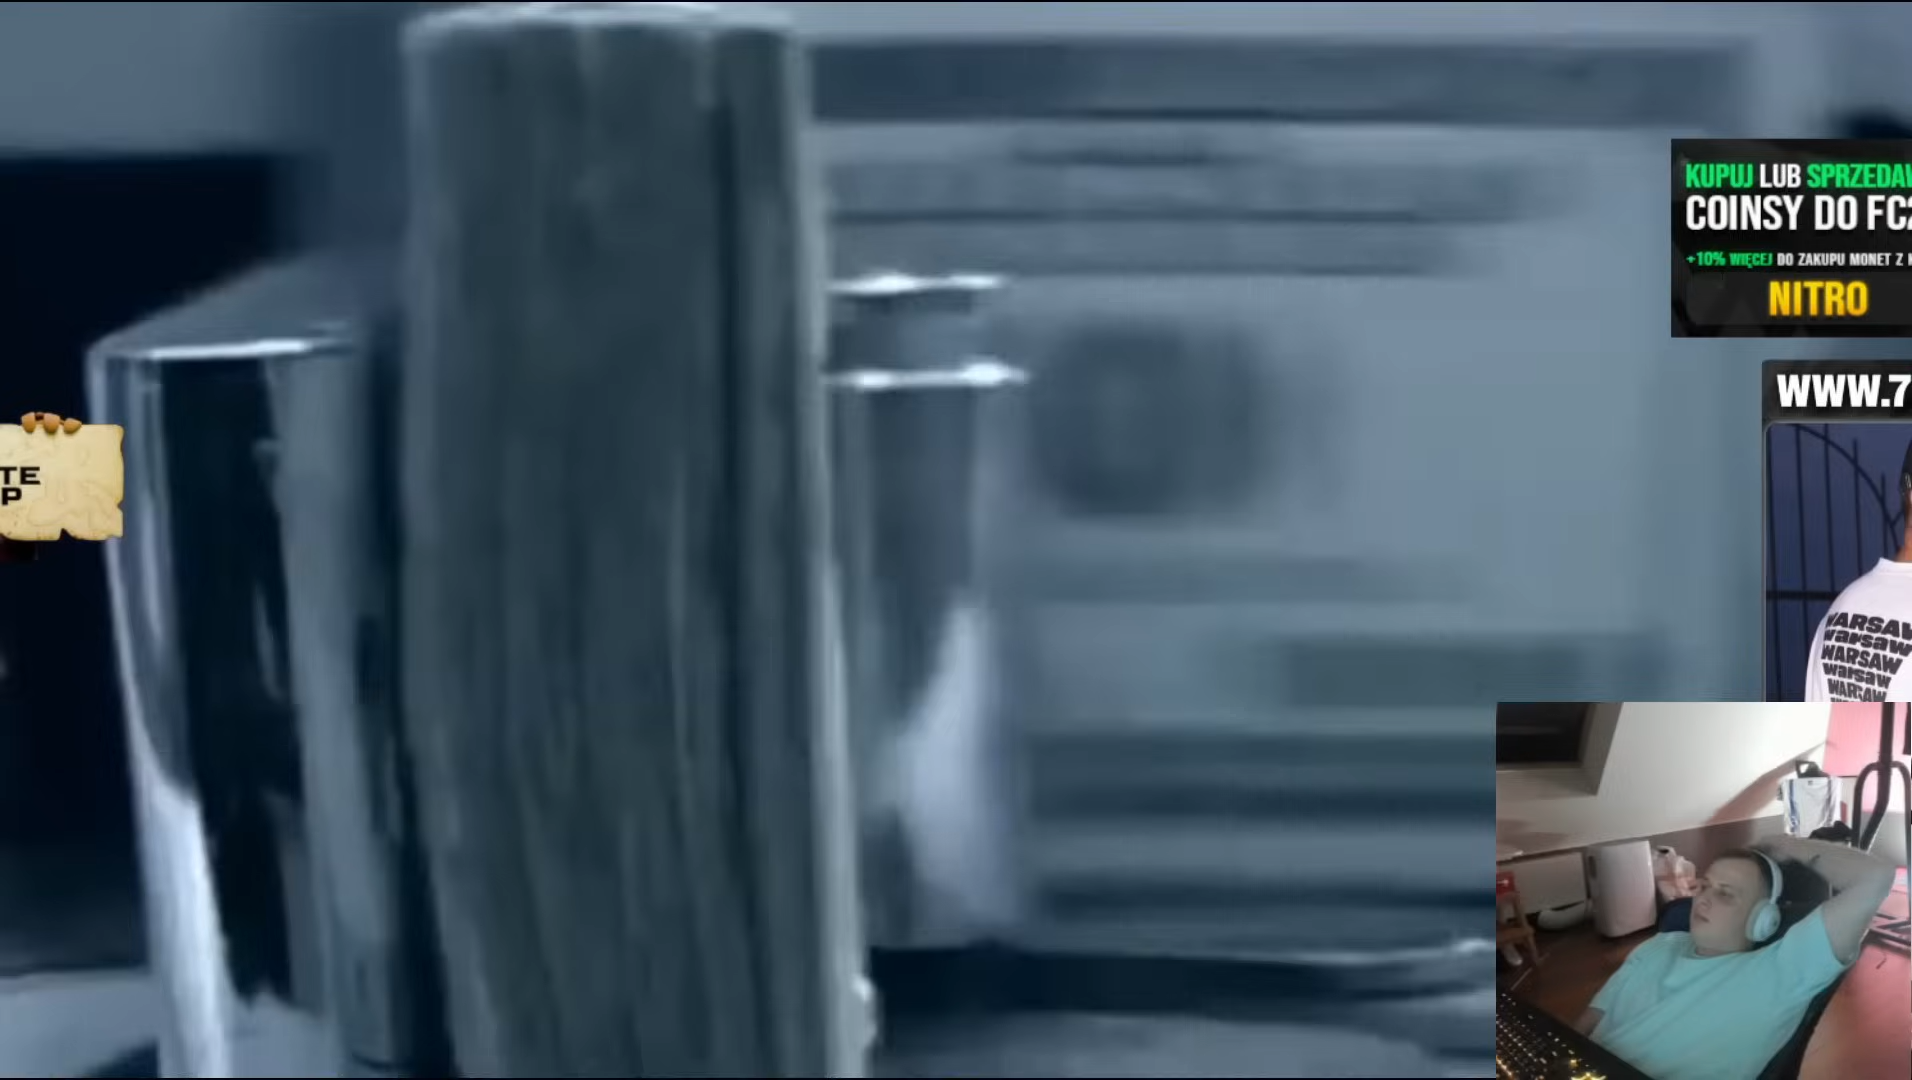 KUPUJ LUB SPRZEDAW
COINSY DO FC2
+10% WIĘCEJ DO ZAKUPU MONET Z K
NITRO
WWW.7
TE
P
WARSAW
warsaw
WARSAW
warsaw
WARSAW